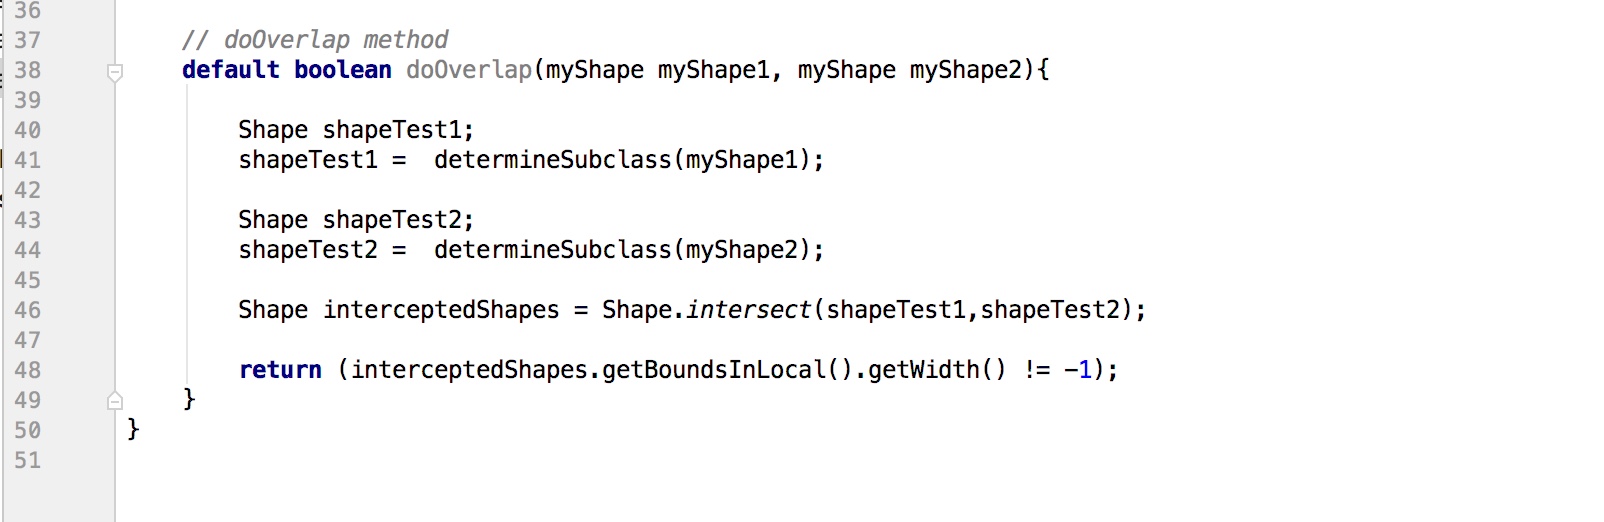 36
37 // doOverlap method
38 default boolean doOverlap(myShape myShape1, myShape myShape2){
39
40 Shape shapeTest1;
41 shapeTest1 =  determineSubclass(myShape1);
42
43 Shape shapeTest2;
44 shapeTest2 =  determineSubclass(myShape2);
45
46 Shape interceptedShapes = Shape.intersect(shapeTest1,shapeTest2);
47
48 return (interceptedShapes.getBoundsInLocal().getWidth() != -1);
49 }
50 }
51